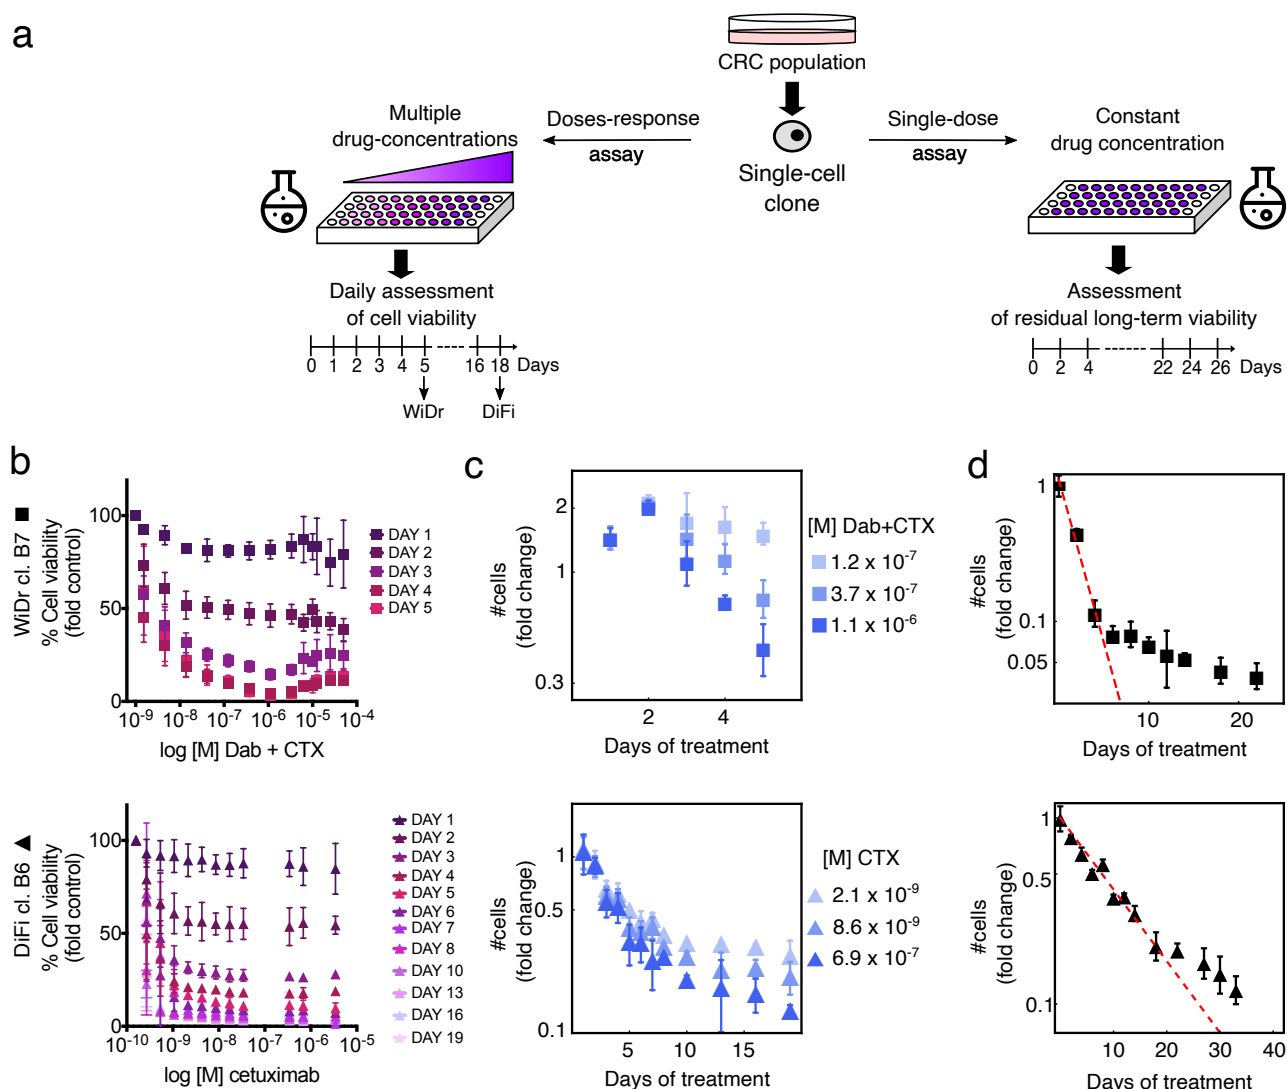 a
CRC population
Single-cell
clone
Doses-response
assay
Single-dose
assay
Multiple
drug-concentrations
Daily assessment
of cell viability
0 1 2 3 4 5 16 18 Days
WiDr DiFi
Constant
drug concentration
Assessment
of residual long-term viability
0 2 4 22 24 26 Days
b
WiDr cl. B7
% Cell viability
(fold control)
100
50
0
10-9 10-8 10-7 10-6 10-5 10-4
log [M] Dab + CTX
DAY 1
DAY 2
DAY 3
DAY 4
DAY 5
c
#cells
(fold change)
2
1
0.3
2 4
Days of treatment
[M] Dab+CTX
1.2 x 10-7
3.7 x 10-7
1.1 x 10-6
d
#cells
(fold change)
1
0.1
0.05
10 20
Days of treatment
DiFi cl. B6
% Cell viability
(fold control)
100
50
0
10-10 10-9 10-8 10-7 10-6 10-5
log [M] cetuximab
DAY 1
DAY 2
DAY 3
DAY 4
DAY 5
DAY 6
DAY 7
DAY 8
DAY 10
DAY 13
DAY 16
DAY 19
#cells
(fold change)
1
0.5
0.1
5 10 15
Days of treatment
[M] CTX
2.1 x 10-9
8.6 x 10-9
6.9 x 10-7
#cells
(fold change)
1
0.5
0.1
10 20 30 40
Days of treatment